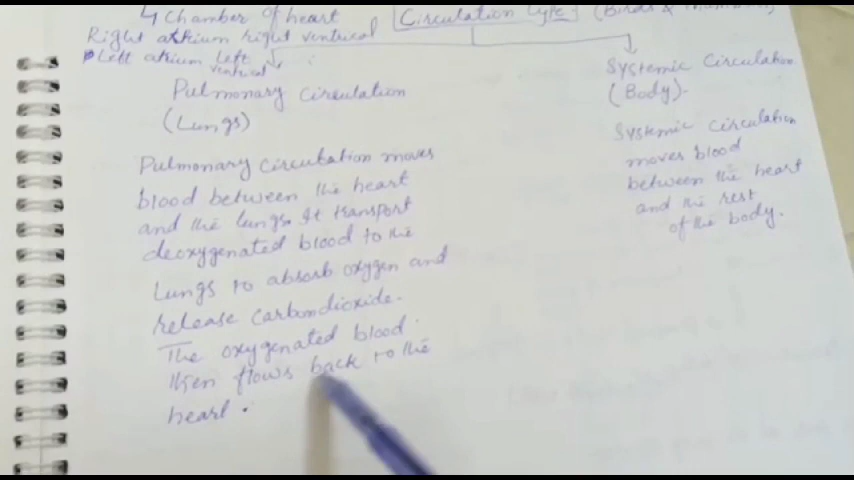 4 Chamber of heart
Circulation (Birds &
Right atrium right ventrical
Left atrium Left
ventrical
Pulmonary Circulation
(Lungs)
Pulmonary Circulation moves
blood between the heart
and the lungs. It transport
deoxygenated blood to the
Lungs to absorb oxygen and
release Carbondioxide.
The oxygenated blood
then flows back to the
heart.
Systemic Circulation
(Body).
Systemic Circulation
moves blood
between the heart
and the rest
of the body.